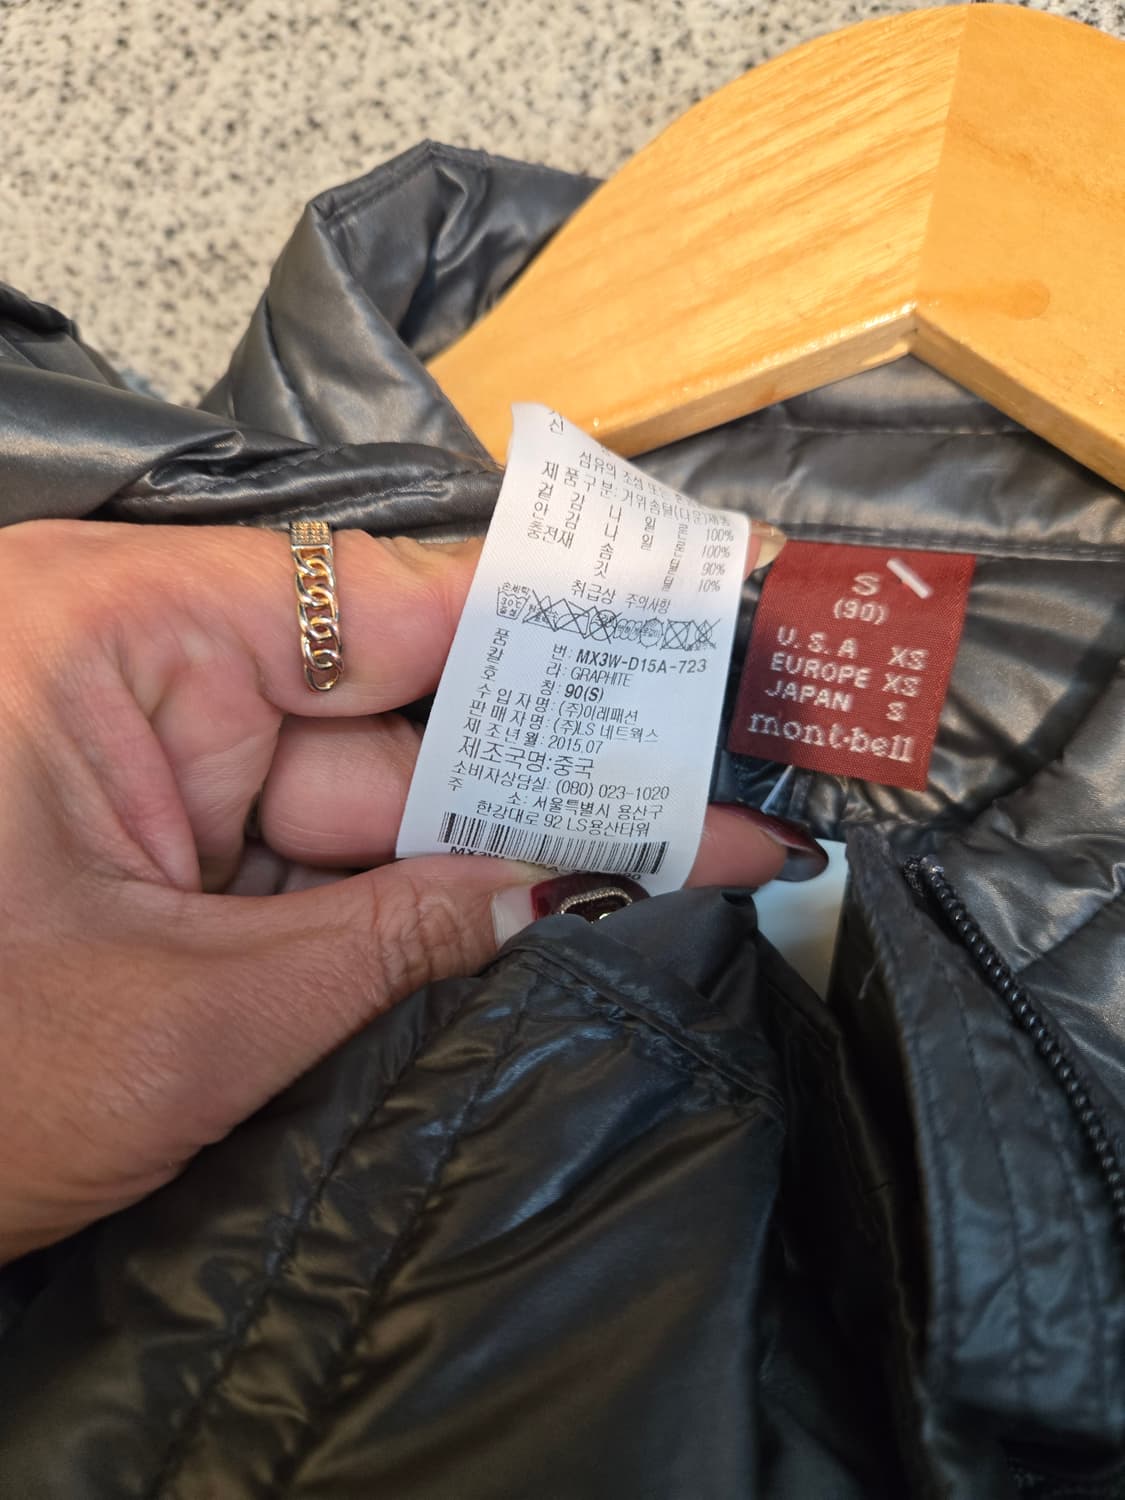 섬유의 조성 또는
제품구분: 거위솜털(다운)제품
겉감 나일론 100%
안감 나일론 100%
충전재 솜털 90%
깃털 10%
취급상 주의사항
손세탁
30℃
중성
품번: MX3W-D15A-723
칼라: GRAPHITE
호칭: 90(S)
수입자명: (주)이레패션
판매자명: (주)LS 네트웍스
제조년월: 2015.07
제조국명:중국
소비자상담실: (080) 023-1020
주소: 서울특별시 용산구
한강대로 92 LS용산타워
S
(90)
U.S.A XS
EUROPE XS
JAPAN S
mont-bell